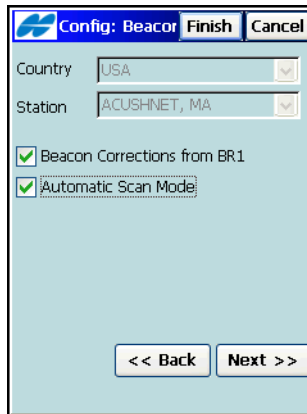 Config: Beacor Finish Cancel
Country USA
Station ACUSHNET, MA
Beacon Corrections from BR1
Automatic Scan Mode
<< Back Next >>